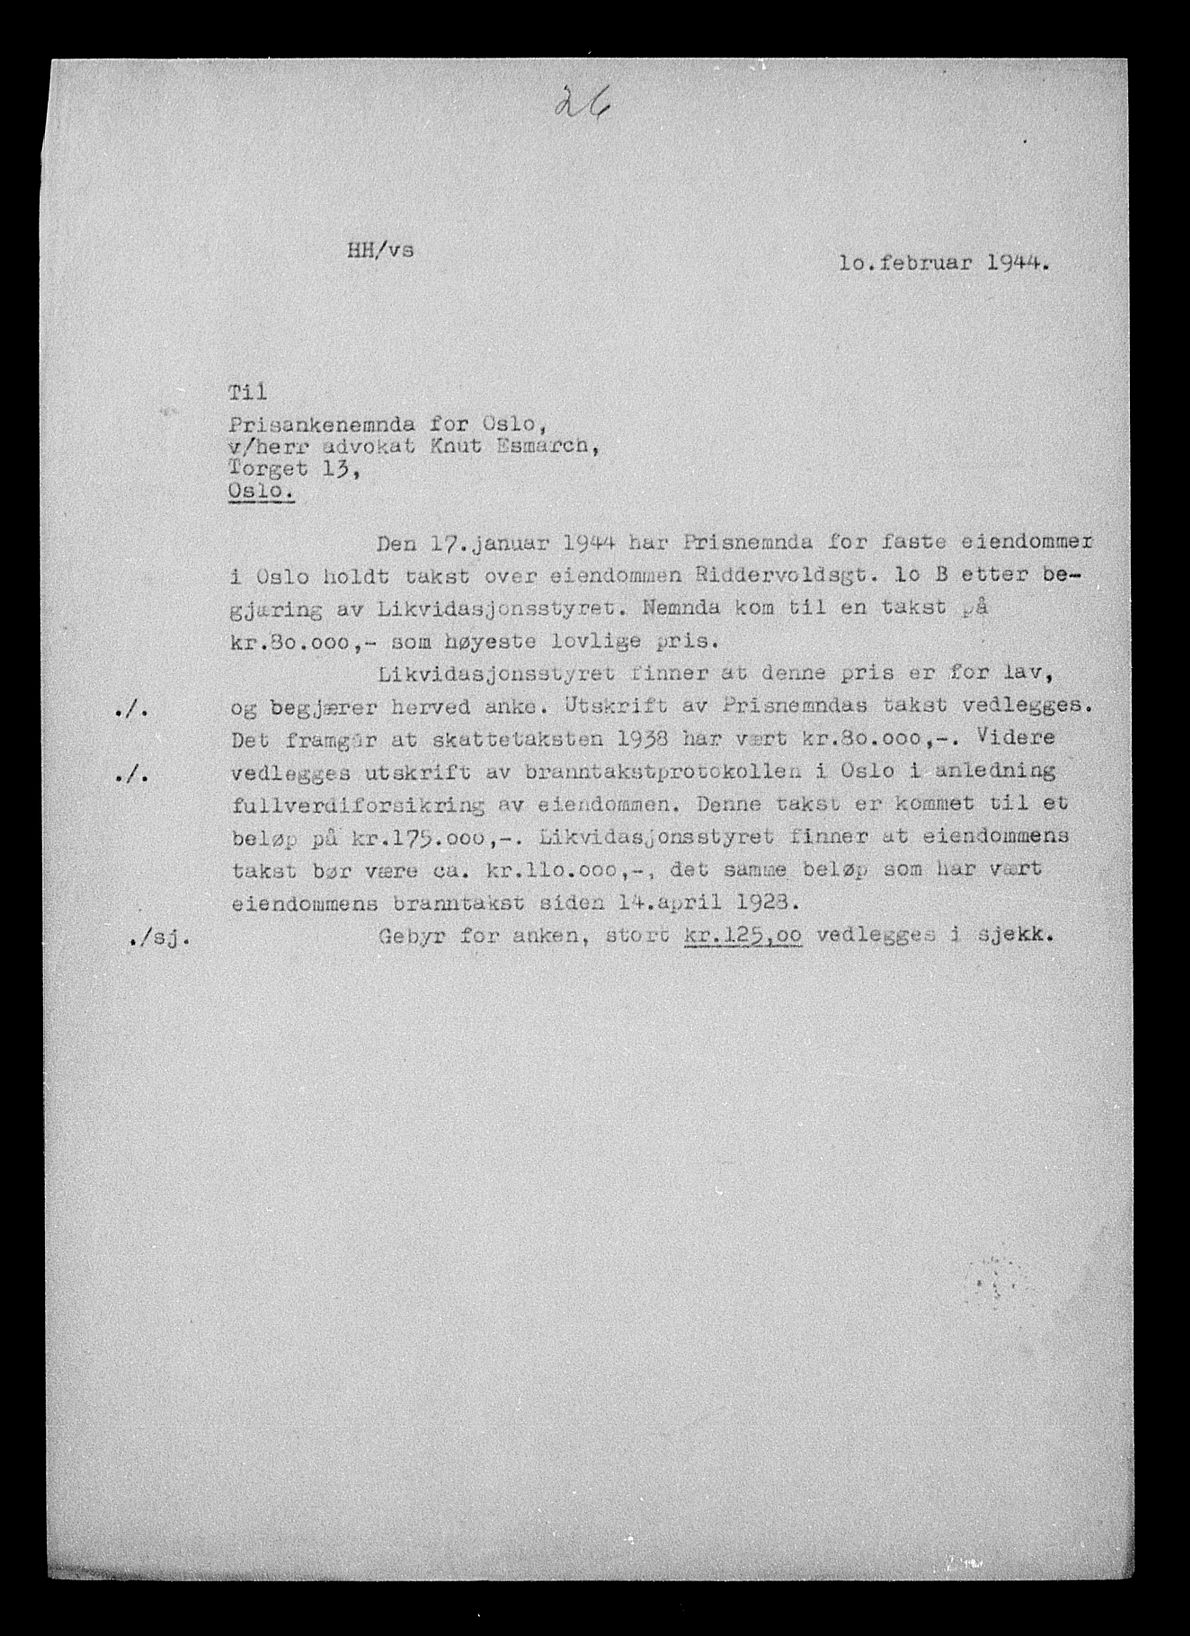 26
HH/vs
lo.februar 1944.
Til
Prisankenemnda for Oslo,
v/herr advokat Knut Esmarch,
Torget 13,
Oslo.
Den 17.januar 1944 har Prisnemnda for faste eiendommer
i Oslo holdt takst over eiendommen Riddervoldsgt. lo B etter be-
gjæring av Likvidasjonsstyret. Nemnda kom til en takst på
kr.8o.ooo,- som høyeste lovlige pris.
Likvidasjonsstyret finner at denne pris er for lav,
./. og begjærer herved anke. Utskrift av Prisnemndas takst vedlegges.
Det framgår at skattetaksten 1938 har vært kr.8o.ooo,-. Videre
./. vedlegges utskrift av branntakstprotokollen i Oslo i anledning
fullverdiforsikring av eiendommen. Denne takst er kommet til et
beløp på kr.175.ooo,-. Likvidasjonsstyret finner at eiendommens
takst bør være ca. kr.llo.ooo,-, det samme beløp som har vært
eiendommens branntakst siden 14.april 1928.
./sj. Gebyr for anken, stort kr.125,oo vedlegges i sjekk.